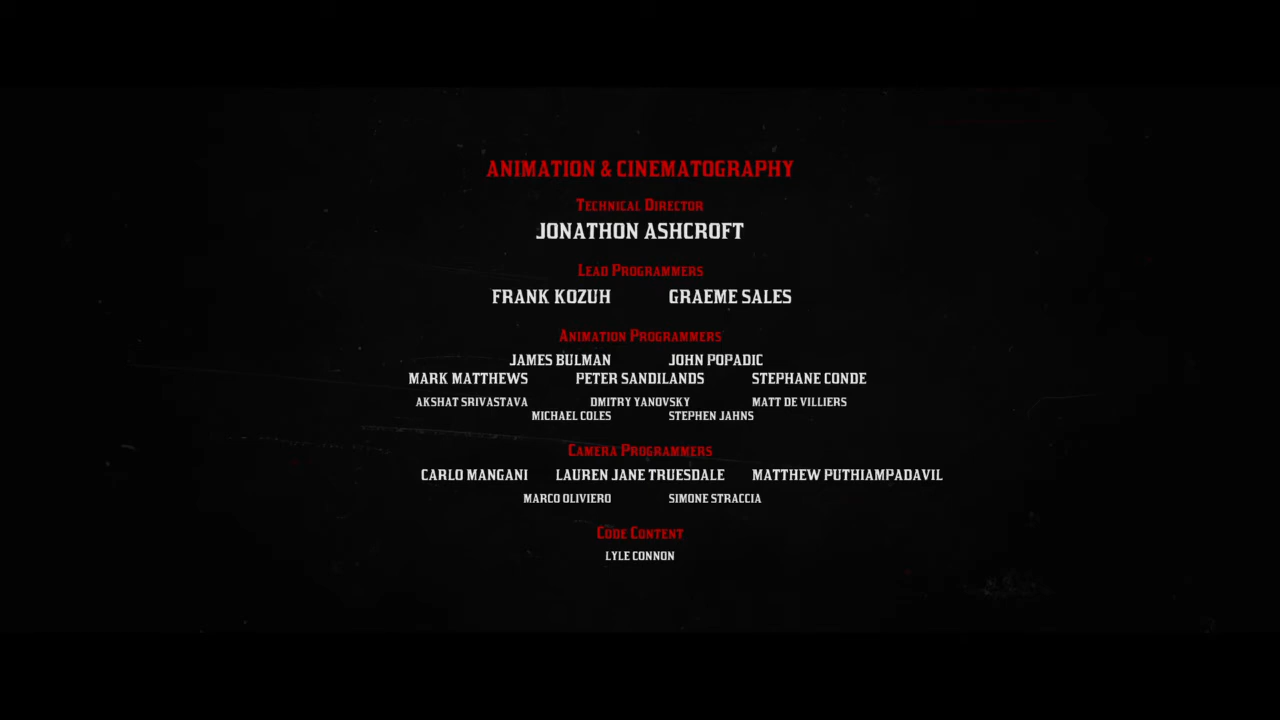 ANIMATION & CINEMATOGRAPHY
TECHNICAL DIRECTOR
JONATHON ASHCROFT
LEAD PROGRAMMERS
FRANK KOZUH GRAEME SALES
ANIMATION PROGRAMMERS
JAMES BULMAN JOHN POPADIC
MARK MATTHEWS PETER SANDILANDS STEPHANE CONDE
AKSHAT SRIVASTAVA DMITRY YANOVSKY MATT DE VILLIERS
MICHAEL COLES STEPHEN JAHNS
CAMERA PROGRAMMERS
CARLO MANGANI LAUREN JANE TRUESDALE MATTHEW PUTHIAMPADAVIL
MARCO OLIVIERO SIMONE STRACCIA
CODE CONTENT
LYLE CONNON